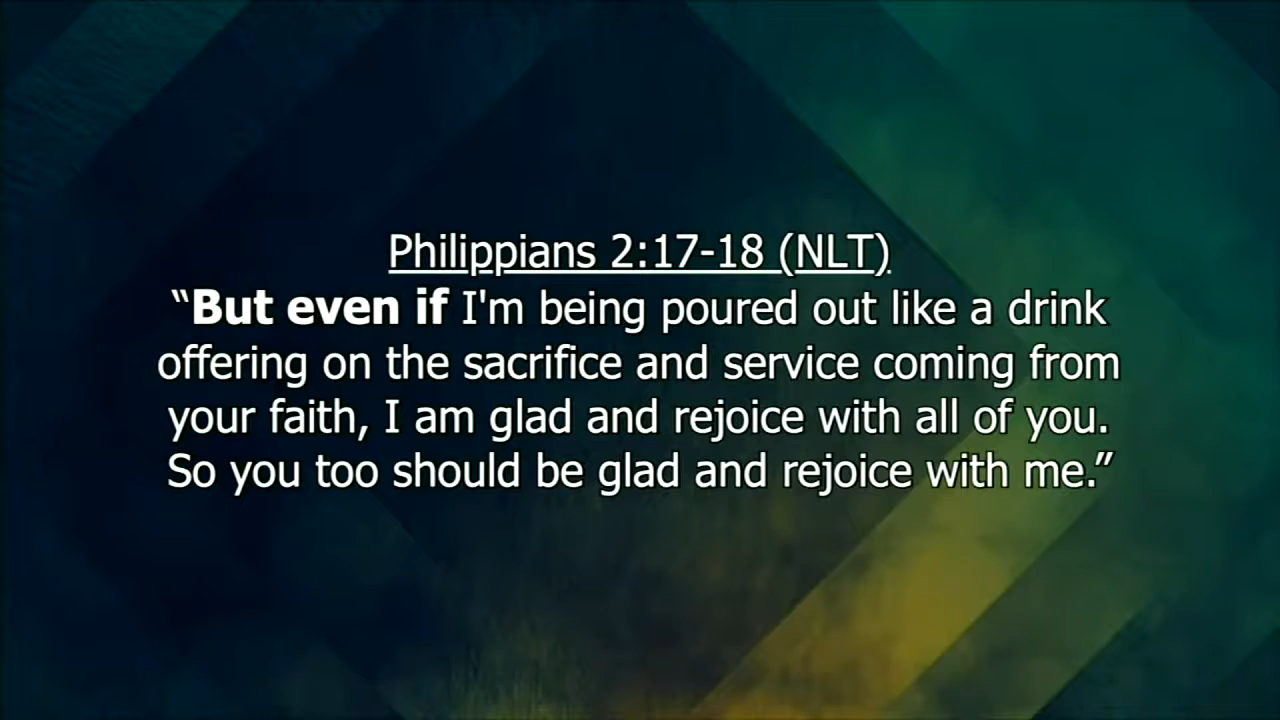 Philippians 2:17-18 (NLT)
“But even if I'm being poured out like a drink
offering on the sacrifice and service coming from
your faith, I am glad and rejoice with all of you.
So you too should be glad and rejoice with me.”